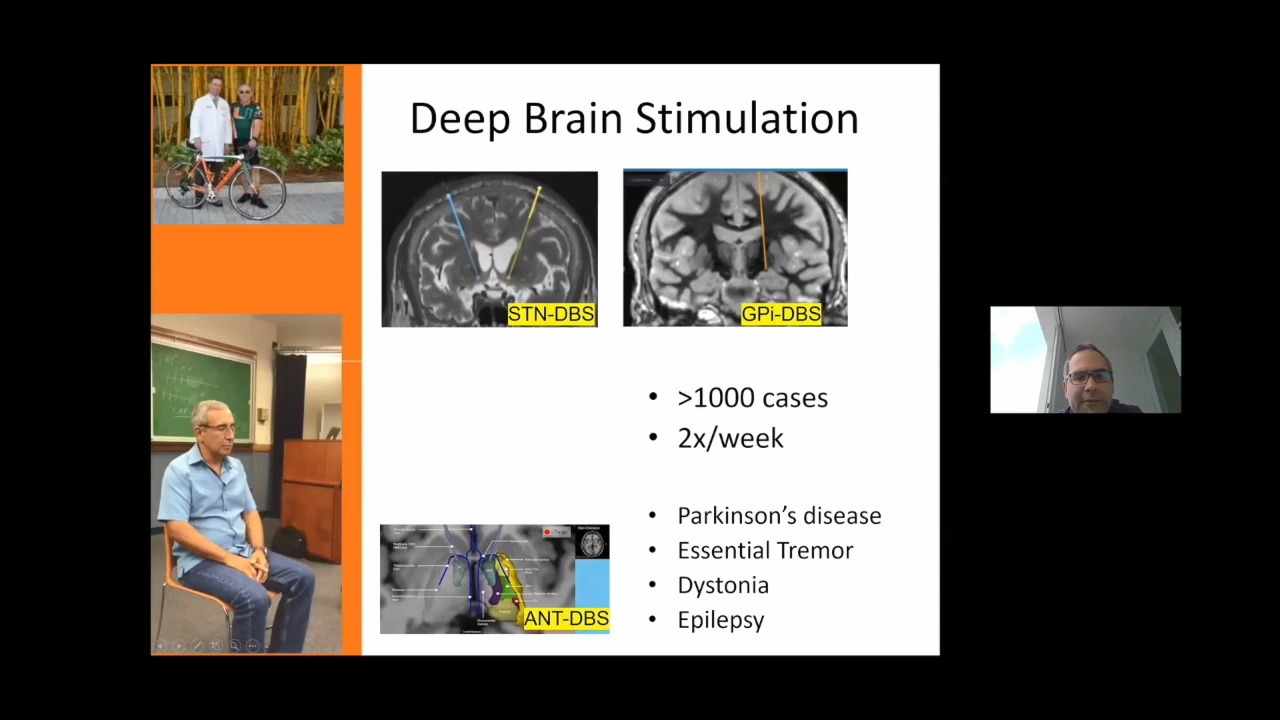 Deep Brain Stimulation
STN-DBS
GPi-DBS
>1000 cases
2x/week
Parkinson’s disease
Essential Tremor
Dystonia
Epilepsy
ANT-DBS